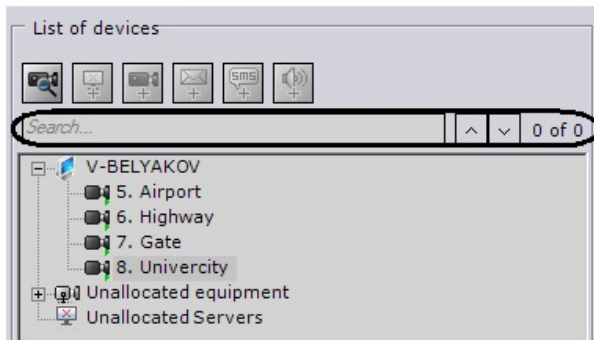 List of devices
SMS
Search... 0 of 0
V-BELYAKOV
5. Airport
6. Highway
7. Gate
8. Univercity
Unallocated equipment
Unallocated Servers